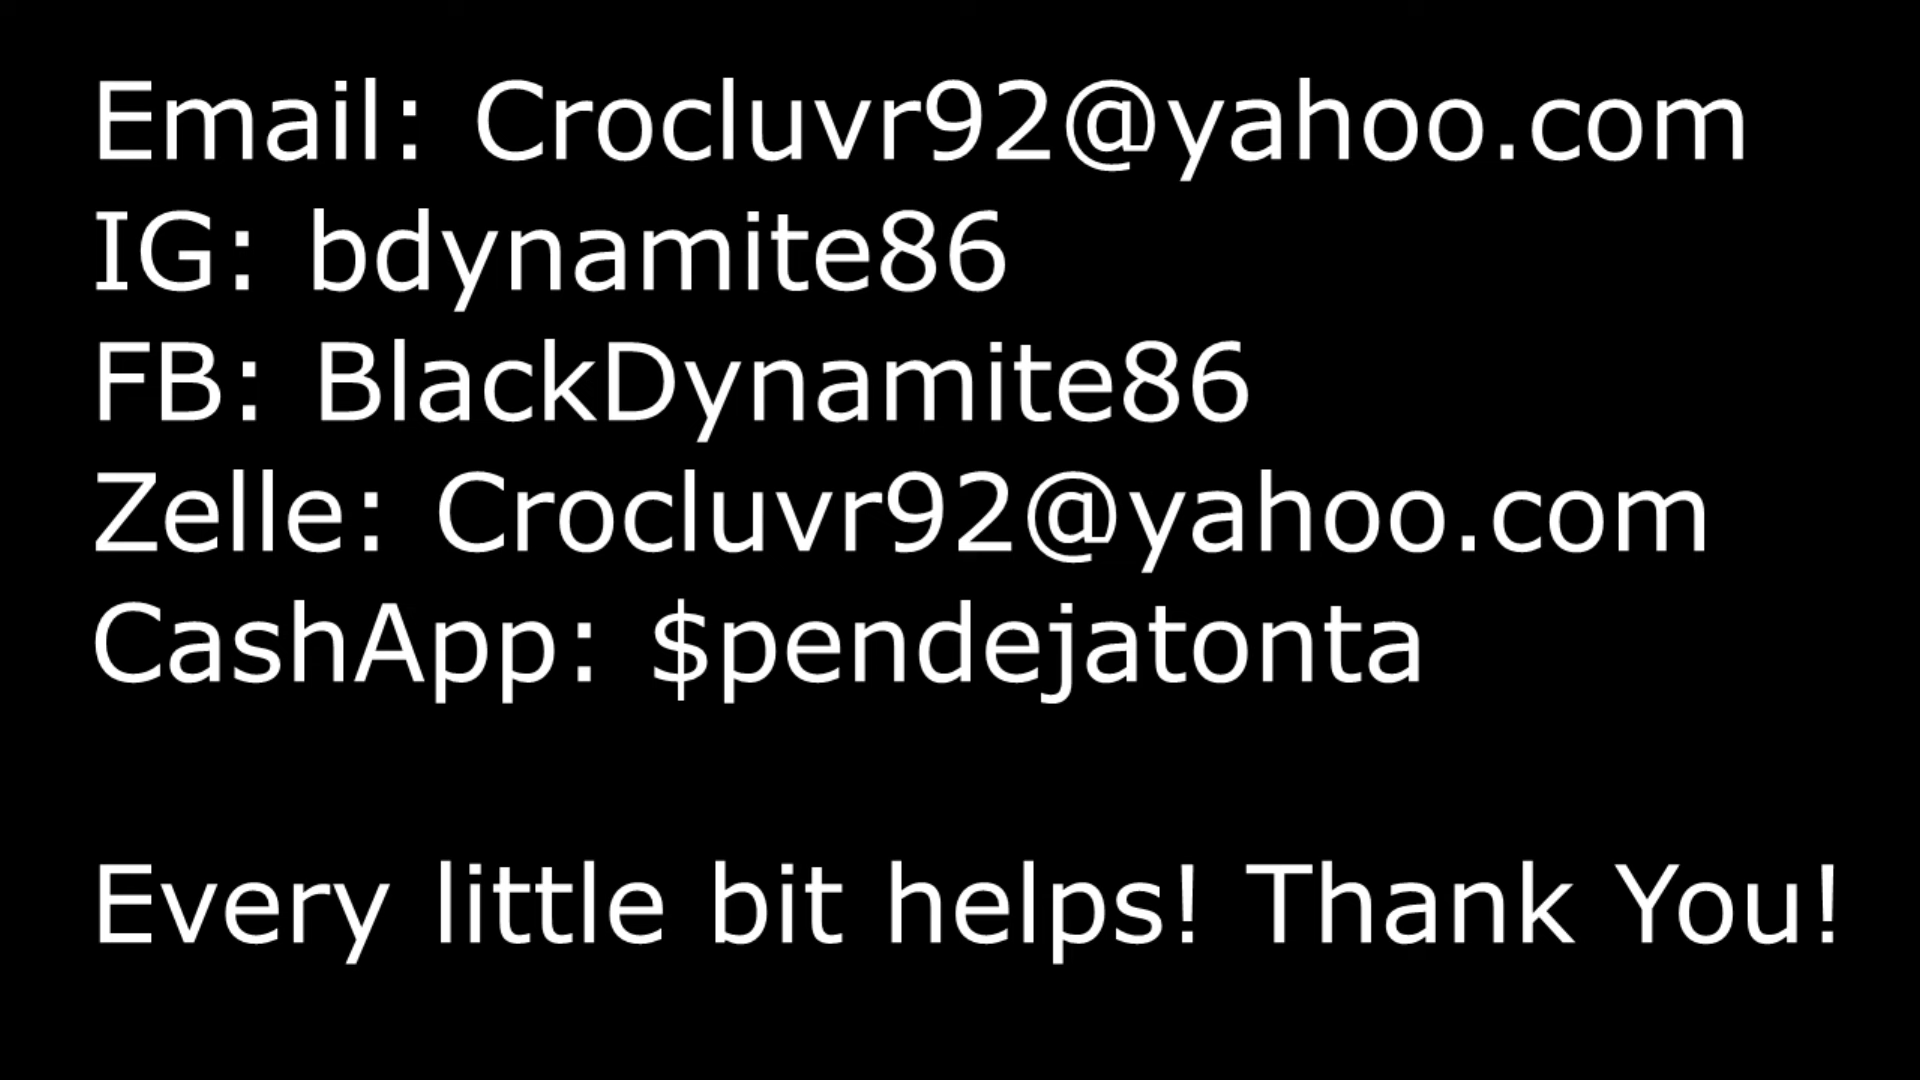 Email: Crocluvr92@yahoo.com
IG: bdynamite86
FB: BlackDynamite86
Zelle: Crocluvr92@yahoo.com
CashApp: $pendejatonta
Every little bit helps! Thank You!